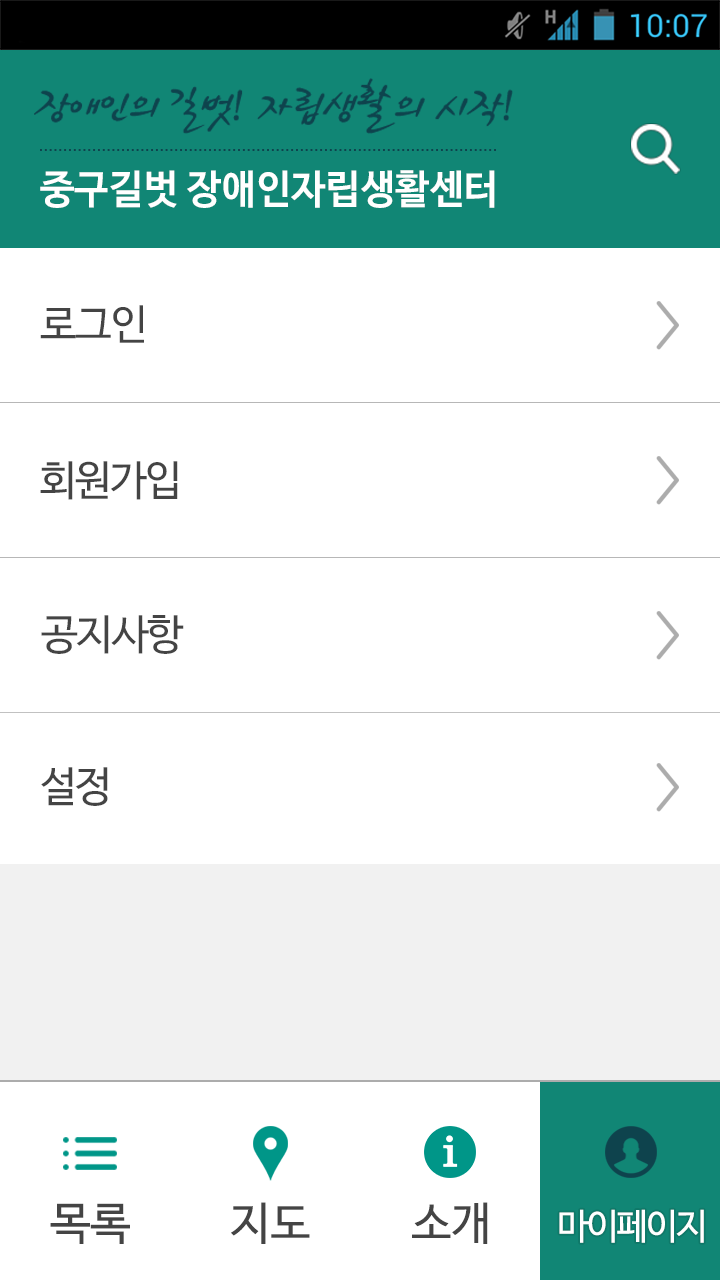 H 10:07
장애인의 길벗! 자립생활의 시작!
중구길벗 장애인자립생활센터
로그인
회원가입
공지사항
설정
목록 지도 소개 마이페이지